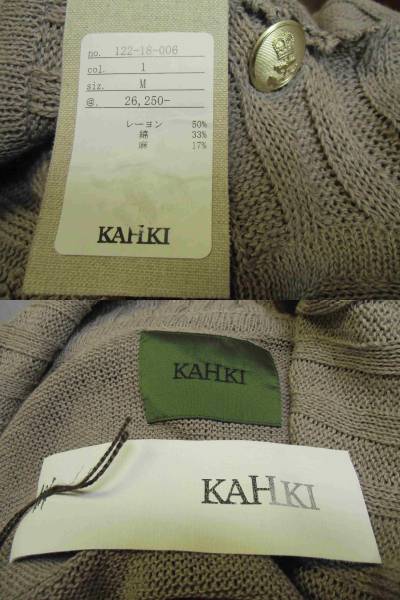 no. 122-18-006
col. 1
siz. M
@. 26,250-
レーヨン 50%
綿 33%
麻 17%
KAHKI
KAHKI
KAHKI